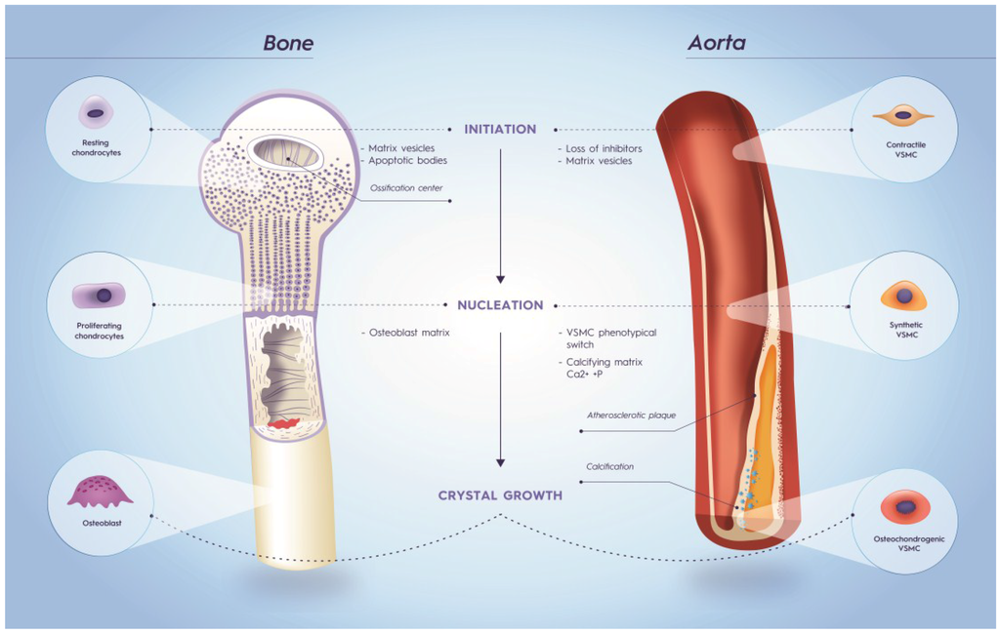 Bone
Aorta
Resting
chondrocytes
INITIATION
- Matrix vesicles
- Apoptotic bodies
Ossification center
- Loss of inhibitors
- Matrix vesicles
Contractile
VSMC
Proliferating
chondrocytes
NUCLEATION
- Osteoblast matrix
- VSMC phenotypical
switch
- Calcifying matrix
Ca2+ +P
Synthetic
VSMC
Atherosclerotic plaque
Calcification
Osteoblast
CRYSTAL GROWTH
Osteochondrogenic
VSMC